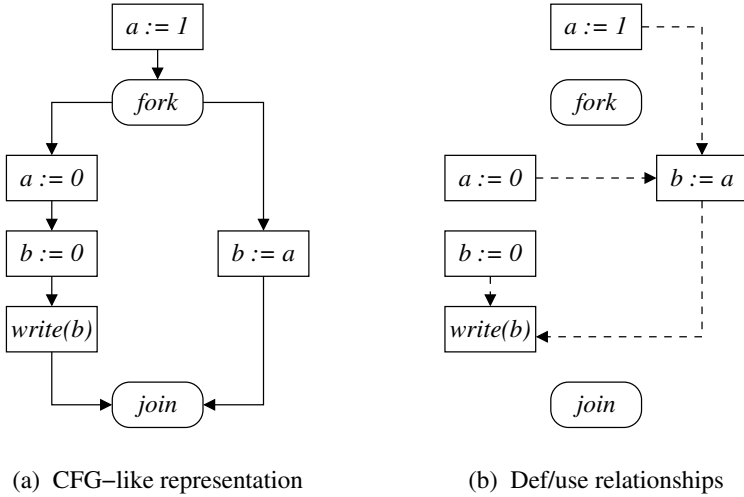 a := 1
fork
a := 0
b := 0
b := a
write(b)
join
(a) CFG−like representation
a := 1
fork
a := 0
b := a
b := 0
write(b)
join
(b) Def/use relationships